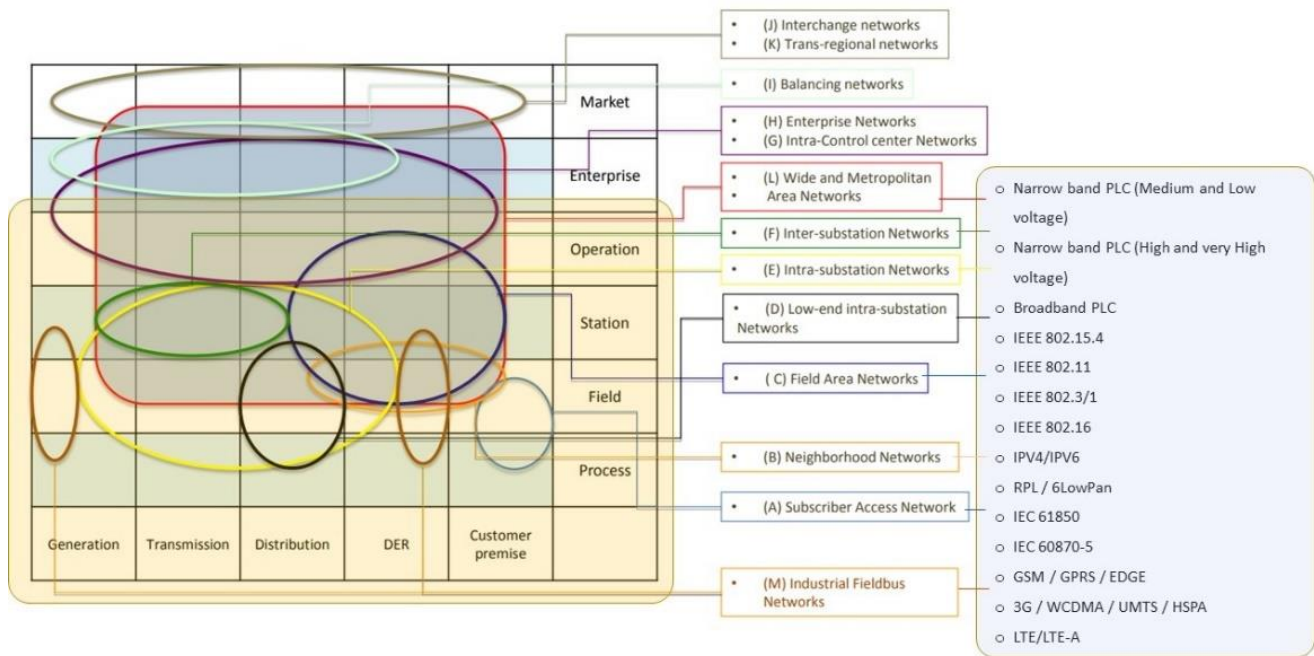 • (J) Interchange networks
• (K) Trans-regional networks
• (I) Balancing networks
• (H) Enterprise Networks
• (G) Intra-Control center Networks
• (L) Wide and Metropolitan
• Area Networks
• (F) Inter-substation Networks
• (E) Intra-substation Networks
• (D) Low-end intra-substation
Networks
• ( C) Field Area Networks
• (B) Neighborhood Networks
• (A) Subscriber Access Network
• (M) Industrial Fieldbus
Networks
Market
Enterprise
Operation
Station
Field
Process
Generation Transmission Distribution DER Customer
premise
o Narrow band PLC (Medium and Low
voltage)
o Narrow band PLC (High and very High
voltage)
o Broadband PLC
o IEEE 802.15.4
o IEEE 802.11
o IEEE 802.3/1
o IEEE 802.16
o IPV4/IPV6
o RPL / 6LowPan
o IEC 61850
o IEC 60870-5
o GSM / GPRS / EDGE
o 3G / WCDMA / UMTS / HSPA
o LTE/LTE-A